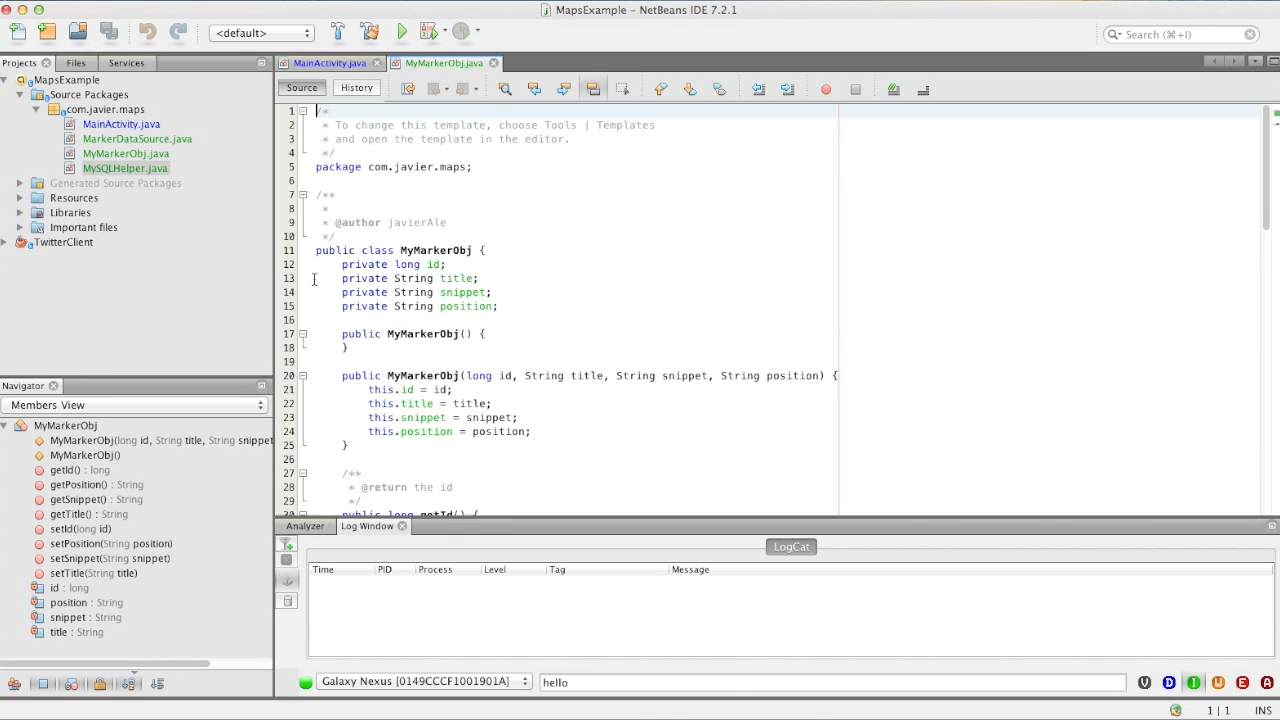 MapsExample – NetBeans IDE 7.2.1
<default>
Search (⌘+I)
Projects
Files
Services
MainActivity.java
MyMarkerObj.java
MapsExample
Source Packages
com.javier.maps
MainActivity.java
MarkerDataSource.java
MyMarkerObj.java
MySQLHelper.java
Generated Source Packages
Resources
Libraries
Important files
TwitterClient
Source
History
1 /*
2 * To change this template, choose Tools | Templates
3 * and open the template in the editor.
4 */
5 package com.javier.maps;
6
7 /**
8 *
9 * @author javierAle
10 */
11 public class MyMarkerObj {
12 private long id;
13 private String title;
14 private String snippet;
15 private String position;
16
17 public MyMarkerObj() {
18 }
19
20 public MyMarkerObj(long id, String title, String snippet, String position) {
21 this.id = id;
22 this.title = title;
23 this.snippet = snippet;
24 this.position = position;
25 }
26
27 /**
28 * @return the id
29 */
30 public long getId() {
Navigator
Members View
MyMarkerObj
MyMarkerObj(long id, String title, String snippet
MyMarkerObj()
getId() : long
getPosition() : String
getSnippet() : String
getTitle() : String
setId(long id)
setPosition(String position)
setSnippet(String snippet)
setTitle(String title)
id : long
position : String
snippet : String
title : String
Analyzer
Log Window
LogCat
Time PID Process Level Tag Message
Galaxy Nexus [0149CCCF1001901A]
hello
V D I W E A
1 | 1
INS